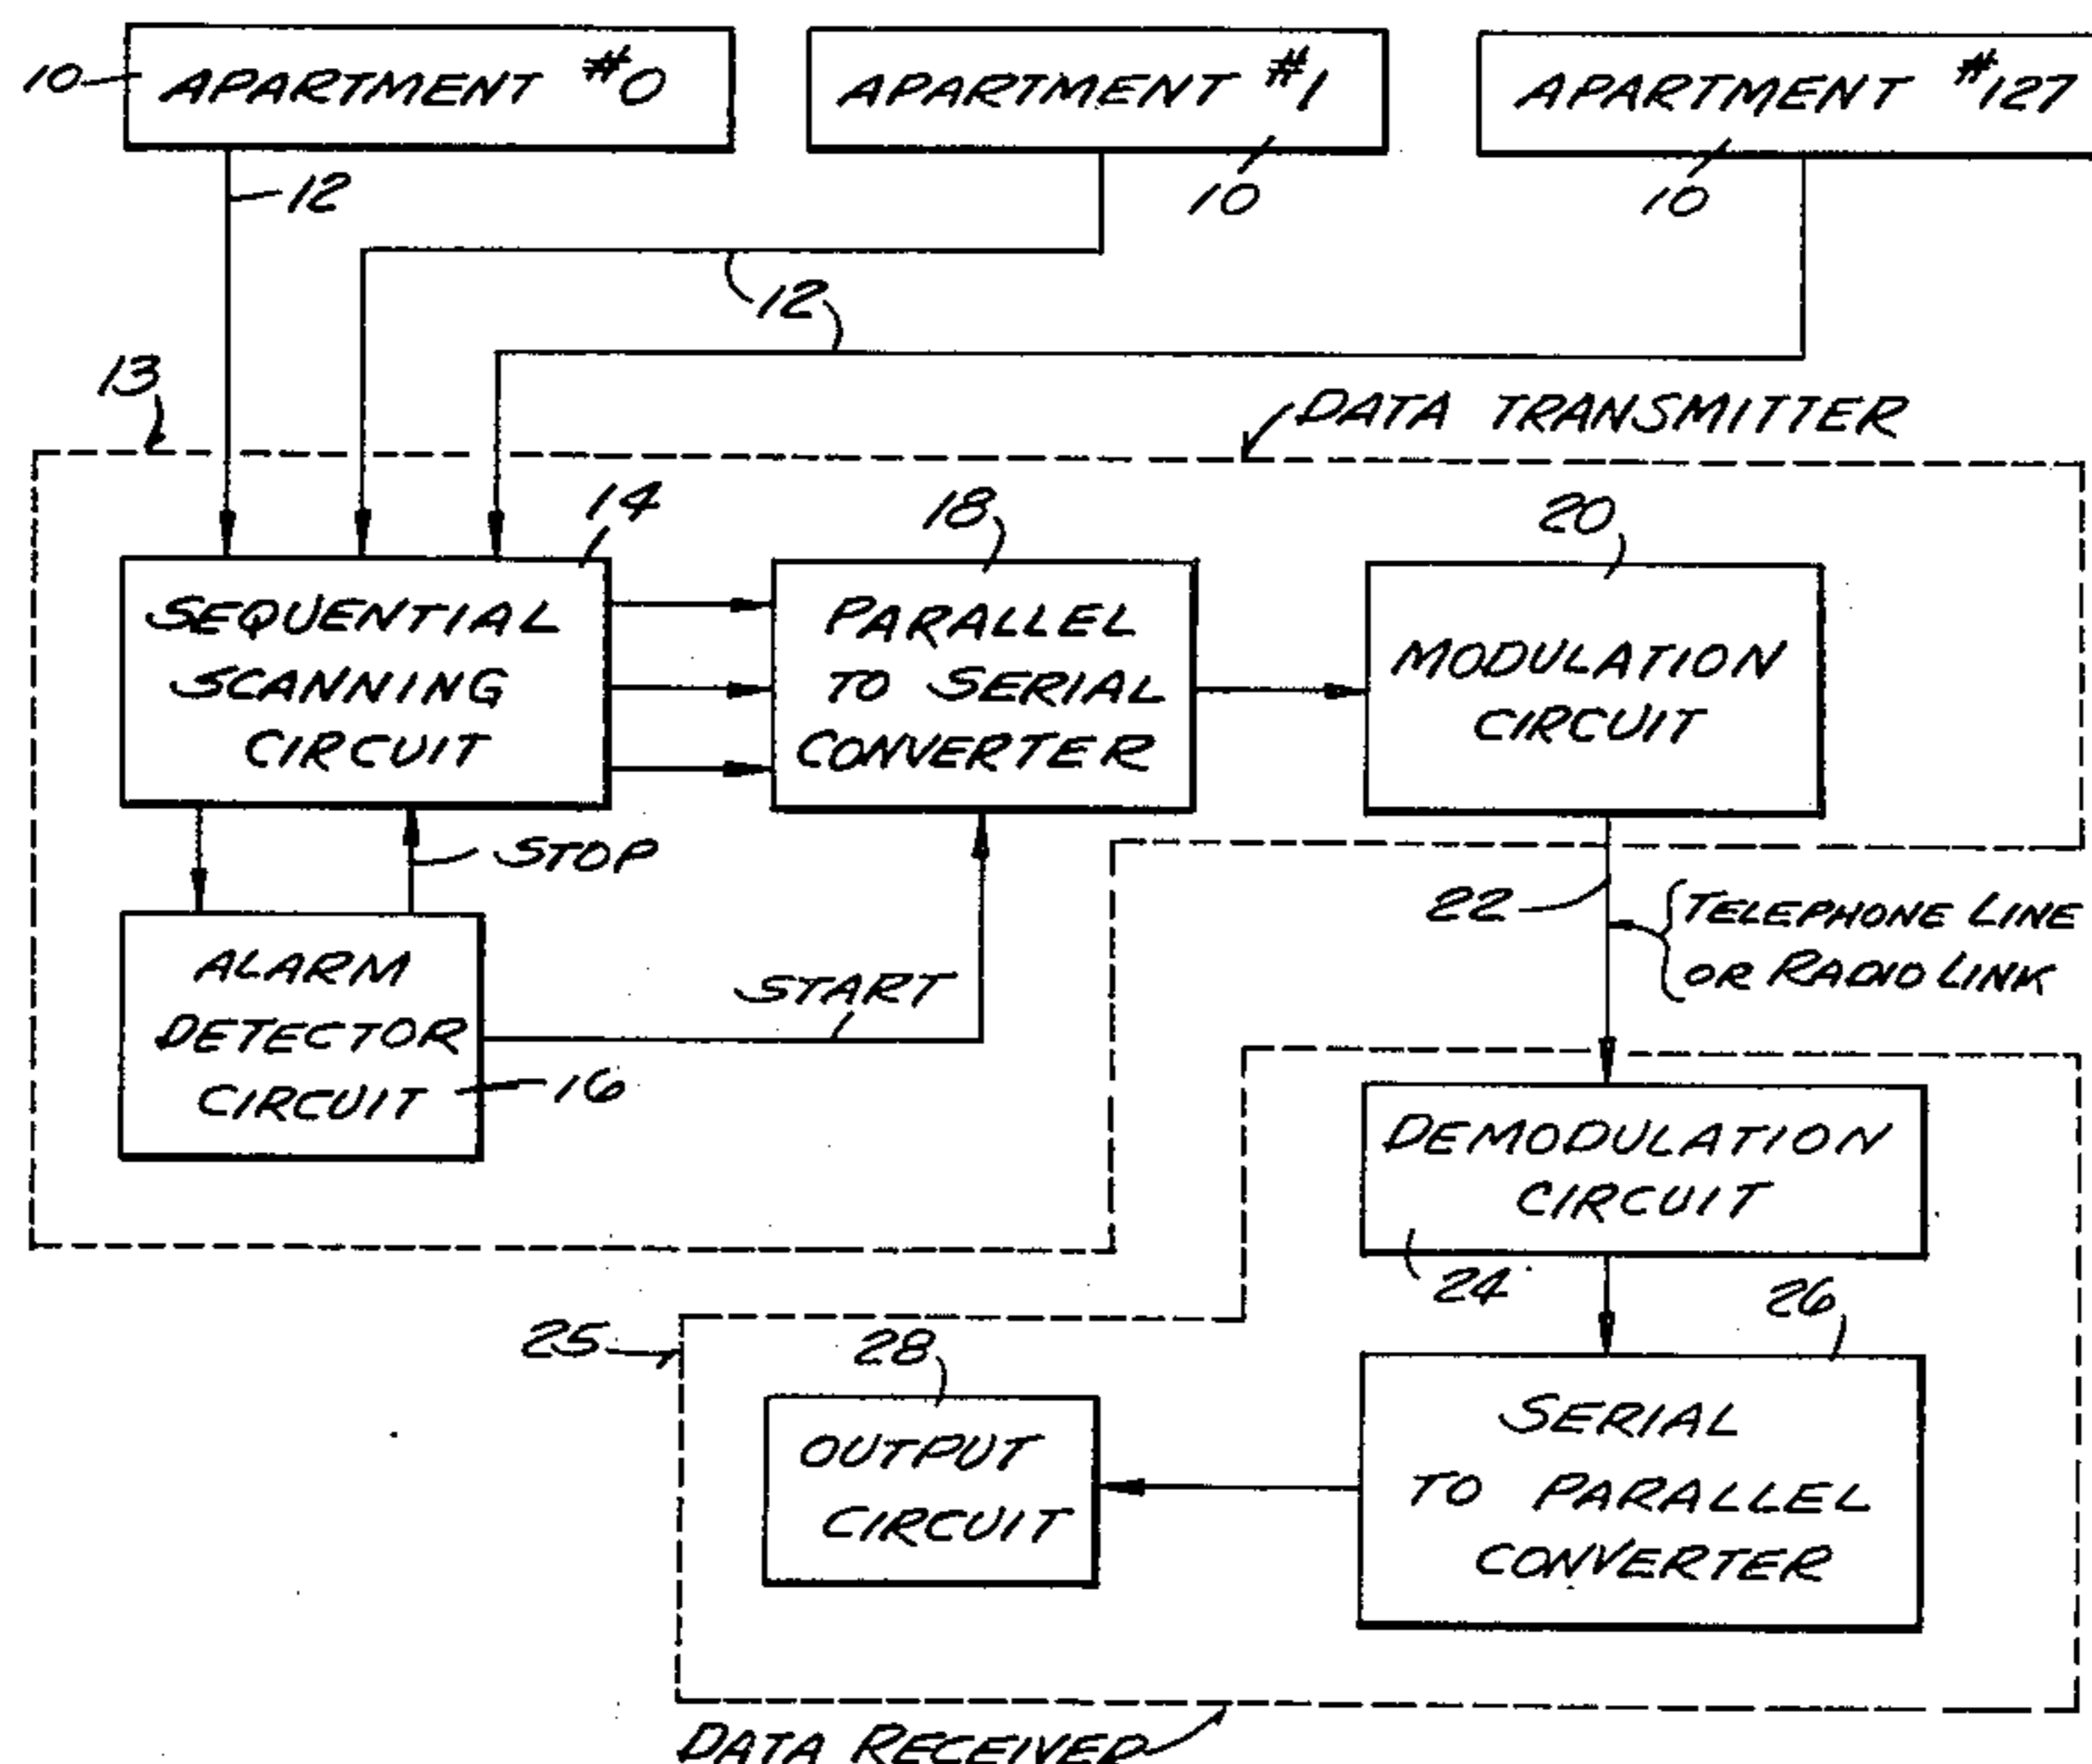 APARTMENT #0
APARTMENT #1
APARTMENT #127
10
10
10
12
12
13
DATA TRANSMITTER
14
18
20
SEQUENTIAL
SCANNING
CIRCUIT
PARALLEL
TO SERIAL
CONVERTER
MODULATION
CIRCUIT
STOP
22
TELEPHONE LINE
OR RADIO LINK
ALARM
DETECTOR
CIRCUIT
16
START
DEMODULATION
CIRCUIT
24
26
25
28
OUTPUT
CIRCUIT
SERIAL
TO PARALLEL
CONVERTER
DATA RECEIVER